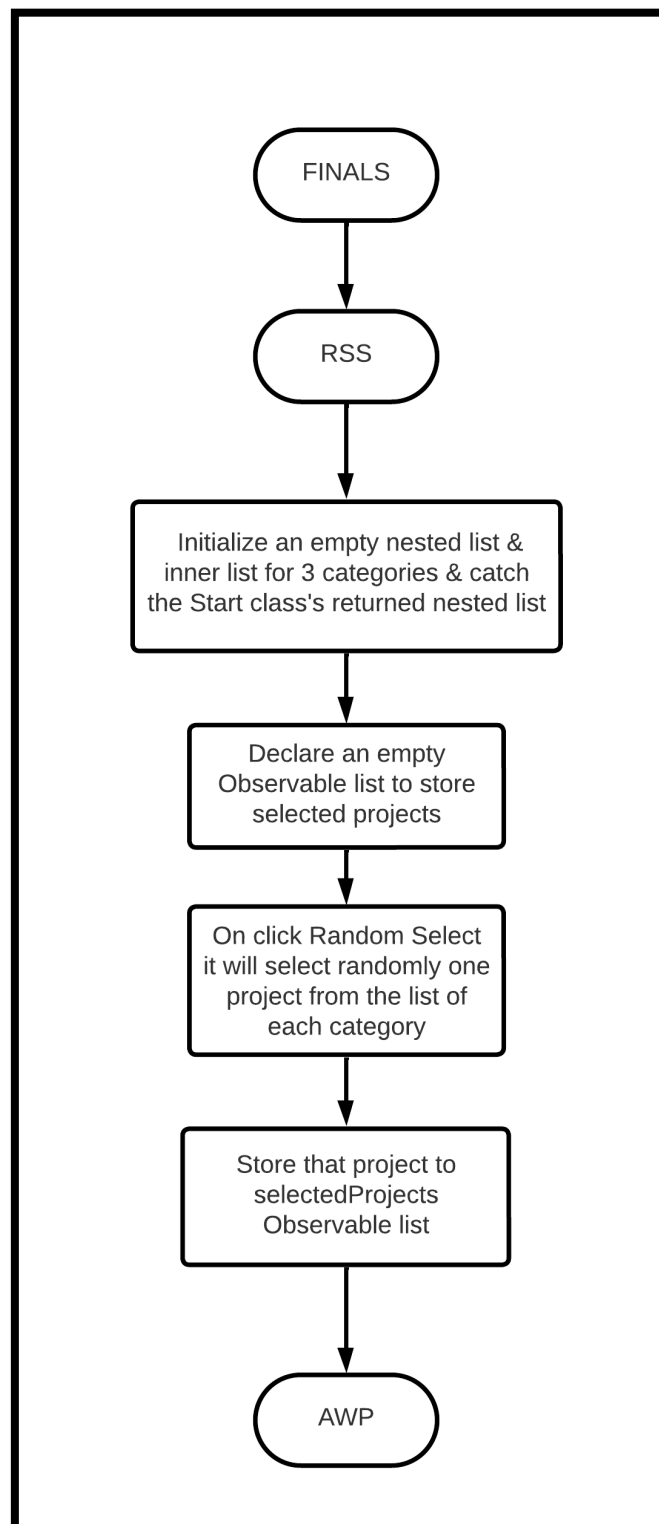 FINALS
RSS
Initialize an empty nested list &
inner list for 3 categories & catch
the Start class's returned nested list
Declare an empty
Observable list to store
selected projects
On click Random Select
it will select randomly one
project from the list of
each category
Store that project to
selectedProjects
Observable list
AWP